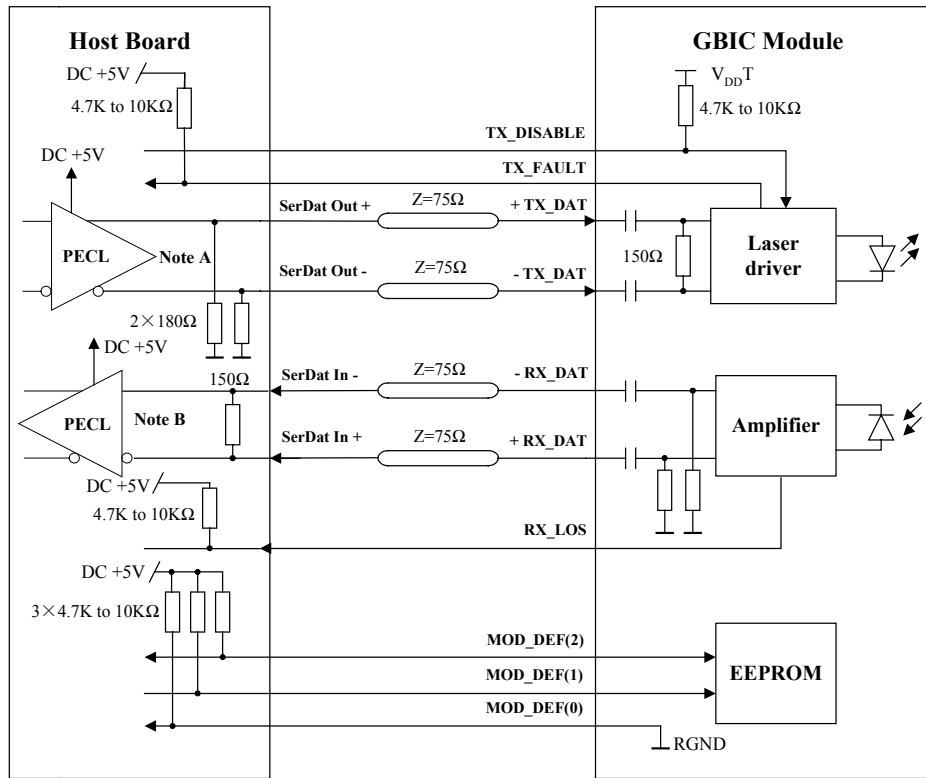 Host Board
GBIC Module
DC +5V
4.7K to 10KΩ
V_DDT
4.7K to 10KΩ
TX_DISABLE
DC +5V
TX_FAULT
SerDat Out +
Z=75Ω
+ TX_DAT
PECL
Note A
150Ω
Laser
driver
SerDat Out -
Z=75Ω
- TX_DAT
2×180Ω
DC +5V
150Ω
SerDat In -
Z=75Ω
- RX_DAT
PECL
Note B
Amplifier
SerDat In +
Z=75Ω
+ RX_DAT
DC +5V
4.7K to 10KΩ
RX_LOS
DC +5V
3×4.7K to 10KΩ
MOD_DEF(2)
EEPROM
MOD_DEF(1)
MOD_DEF(0)
RGND